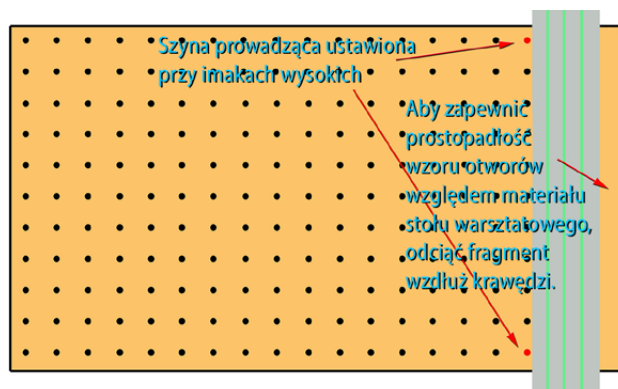 Szyna prowadząca ustawiona
przy imakach wysokich
Aby zapewnić
prostopadłość
wzoru otworów
względem materiału
stołu warsztatowego,
odciąć fragment
wzdłuż krawędzi.